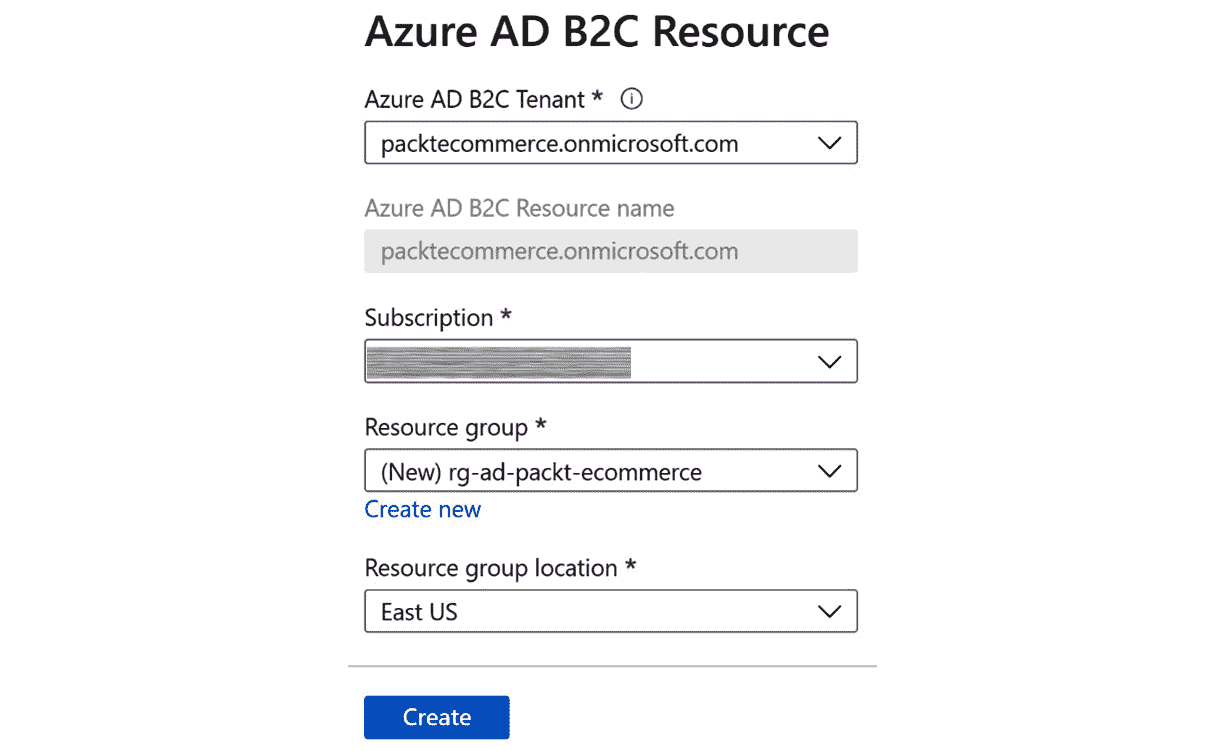 Azure AD B2C Resource
Azure AD B2C Tenant *
packtecommerce.onmicrosoft.com
Azure AD B2C Resource name
packtecommerce.onmicrosoft.com
Subscription *
Resource group *
(New) rg-ad-packt-ecommerce
Create new
Resource group location *
East US
Create